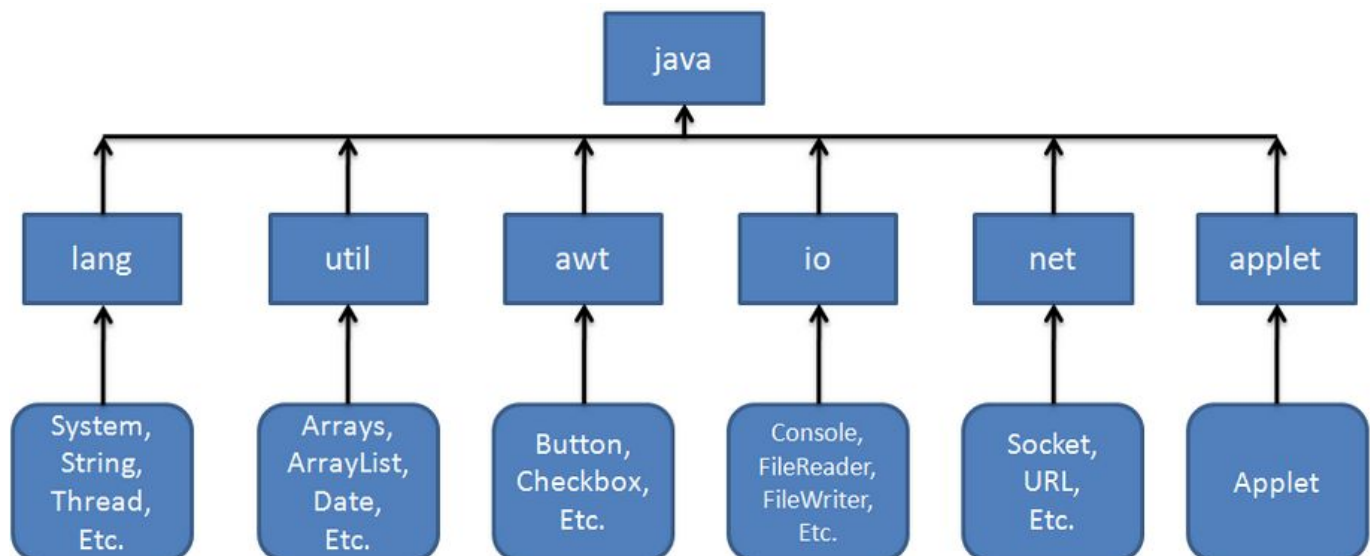 java
lang
util
awt
io
net
applet
System,
String,
Thread,
Etc.
Arrays,
ArrayList,
Date,
Etc.
Button,
Checkbox,
Etc.
Console,
FileReader,
FileWriter,
Etc.
Socket,
URL,
Etc.
Applet